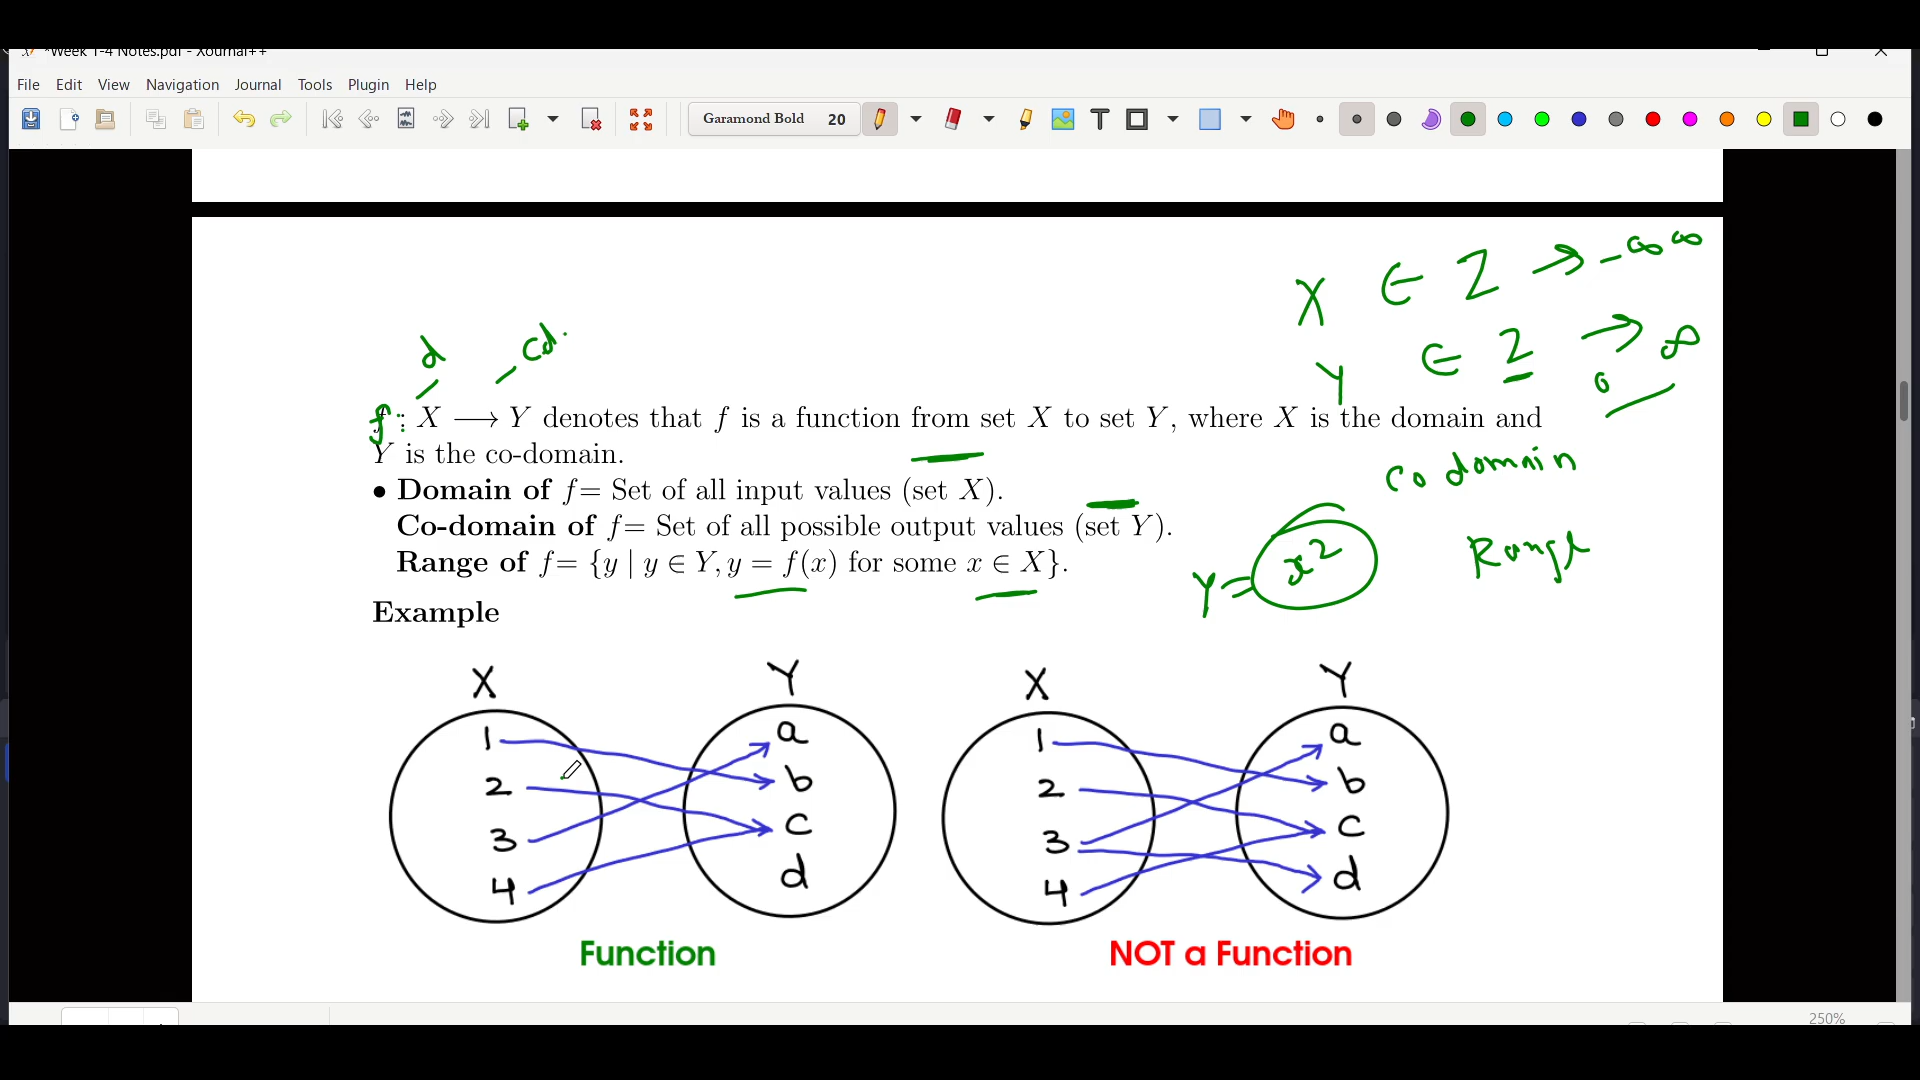 *Week 1-4 Notes.pdf - Xournal++
File Edit View Navigation Journal Tools Plugin Help
Garamond Bold 20
X ∈ Z → -∞ ∞
Y ∈ Z → 0 ∞
d cd.
f : X ⟶ Y denotes that f is a function from set X to set Y, where X is the domain and
Y is the co-domain.
Co domain
• Domain of f= Set of all input values (set X).
Co-domain of f= Set of all possible output values (set Y).
Range of f= {y | y ∈ Y, y = f(x) for some x ∈ X}.
Y = x²
Range
Example
X Y X Y
1 a 1 a
2 b 2 b
3 c 3 c
4 d 4 d
Function NOT a Function
250%